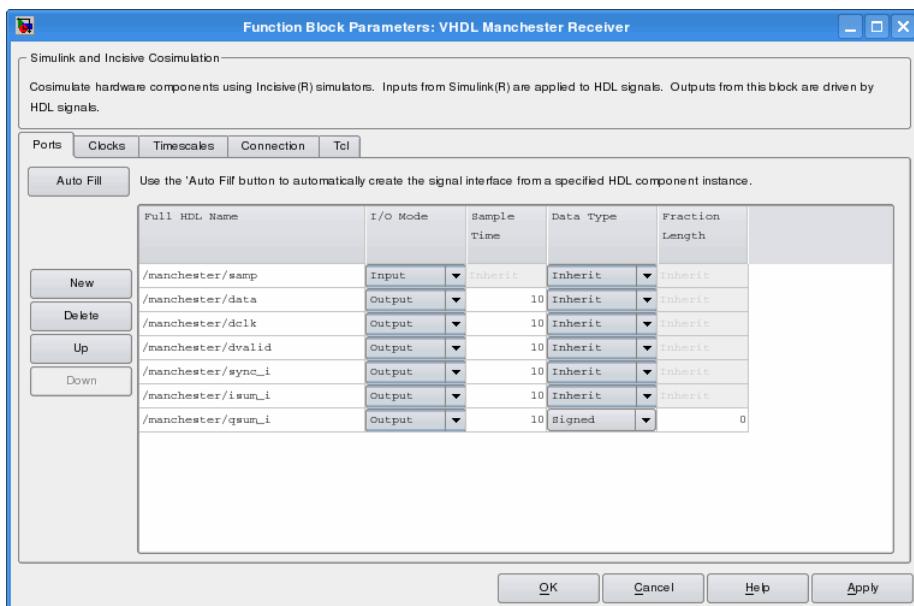 Function Block Parameters: VHDL Manchester Receiver
Simulink and Incisive Cosimulation
Cosimulate hardware components using Incisive(R) simulators. Inputs from Simulink(R) are applied to HDL signals. Outputs from this block are driven by
HDL signals.
Ports Clocks Timescales Connection Tcl
Auto Fill Use the 'Auto Fill' button to automatically create the signal interface from a specified HDL component instance.
Full HDL Name I/O Mode Sample Time Data Type Fraction Length
/manchester/samp Input Inherit Inherit Inherit
/manchester/data Output 10 Inherit Inherit
/manchester/dclk Output 10 Inherit Inherit
/manchester/dvalid Output 10 Inherit Inherit
/manchester/sync_i Output 10 Inherit Inherit
/manchester/isum_i Output 10 Inherit Inherit
/manchester/qsum_i Output 10 Signed 0
New
Delete
Up
Down
OK Cancel Help Apply